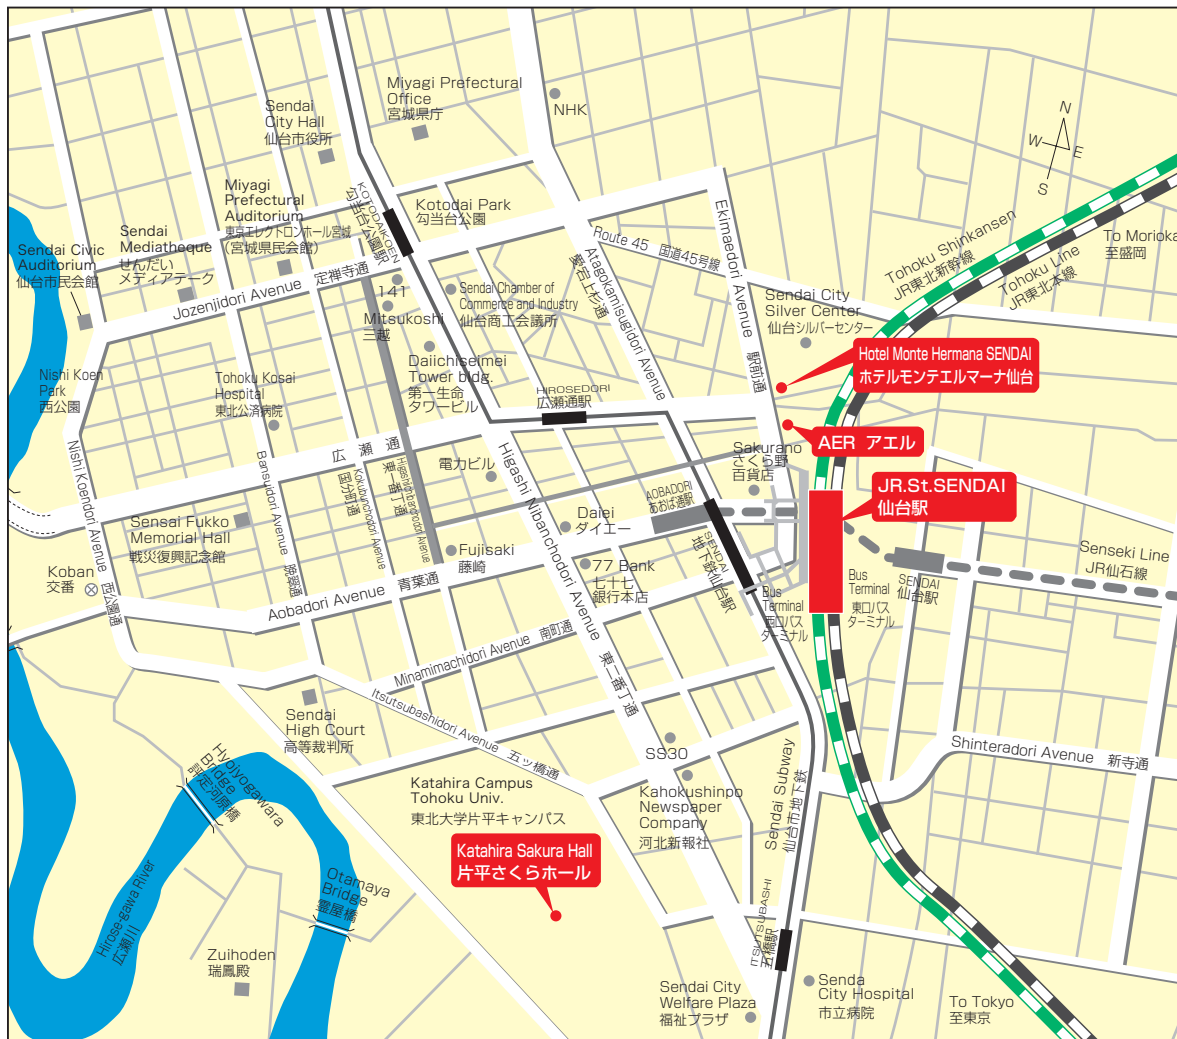 Miyagi Prefectural
Office
宮城県庁
NHK
Sendai
City Hall
仙台市役所
N
W
E
S
Miyagi
Prefectural
Auditorium
東京エレクトロンホール宮城
(宮城県民会館)
KOTODAIKOEN
勾当台公園駅
Kotodai Park
勾当台公園
Sendai
Mediatheque
せんだい
メディアテーク
Sendai Civic
Auditorium
仙台市民会館
Jozenjidori Avenue 定禅寺通
141
Mitsukoshi
三越
Sendai Chamber of
Commerce and Industry
仙台商工会議所
Atagokamisugidori Avenue
愛宕上杉通
Route 45 国道45号線
Ekimaedori Avenue 駅前通
Tohoku Shinkansen
JR東北新幹線
Tohoku Line
JR東北本線
To Morioka
至盛岡
Sendai City
Silver Center
仙台シルバーセンター
Hotel Monte Hermana SENDAI
ホテルモンテエルマーナ仙台
AER アエル
Nishi Koen
Park
西公園
Tohoku Kosai
Hospital
東北公済病院
Daiichiseimei
Tower bldg.
第一生命
タワービル
HIROSEDORI
広瀬通駅
広瀬通
電力ビル
Sakurano
さくら野
百貨店
JR.St.SENDAI
仙台駅
Nishi Koendori Avenue 西公園通
Bansuidori Avenue 晩翠通
Kokubunchodori Avenue
国分町通
Higashiichibanchodori Avenue
東一番丁通
Higashi Nibanchodori Avenue 東二番丁通
AOBADORI
あおば通駅
SENDAI
地下鉄仙台駅
Sensai Fukko
Memorial Hall
戦災復興記念館
Daiei
ダイエー
Fujisaki
藤崎
77 Bank
七十七
銀行本店
Koban
交番
Aobadori Avenue 青葉通
Bus
Terminal
西口バス
ターミナル
Bus
Terminal
東口バス
ターミナル
SENDAI
仙台駅
Senseki Line
JR仙石線
Minamimachidori Avenue 南町通
Itsutsubashidori Avenue 五ッ橋通
Sendai
High Court
高等裁判所
SS30
Shinteradori Avenue 新寺通
Hyojyogawara
Bridge
評定河原橋
Katahira Campus
Tohoku Univ.
東北大学片平キャンパス
Kahokushinpo
Newspaper
Company
河北新報社
Sendai Subway
仙台市地下鉄
Katahira Sakura Hall
片平さくらホール
Otamaya
Bridge
霊屋橋
Hirose-gawa River
広瀬川
Zuihoden
瑞鳳殿
ITSUTSUBASHI
五橋駅
Sendai City
Welfare Plaza
福祉プラザ
Senda
City Hospital
市立病院
To Tokyo
至東京